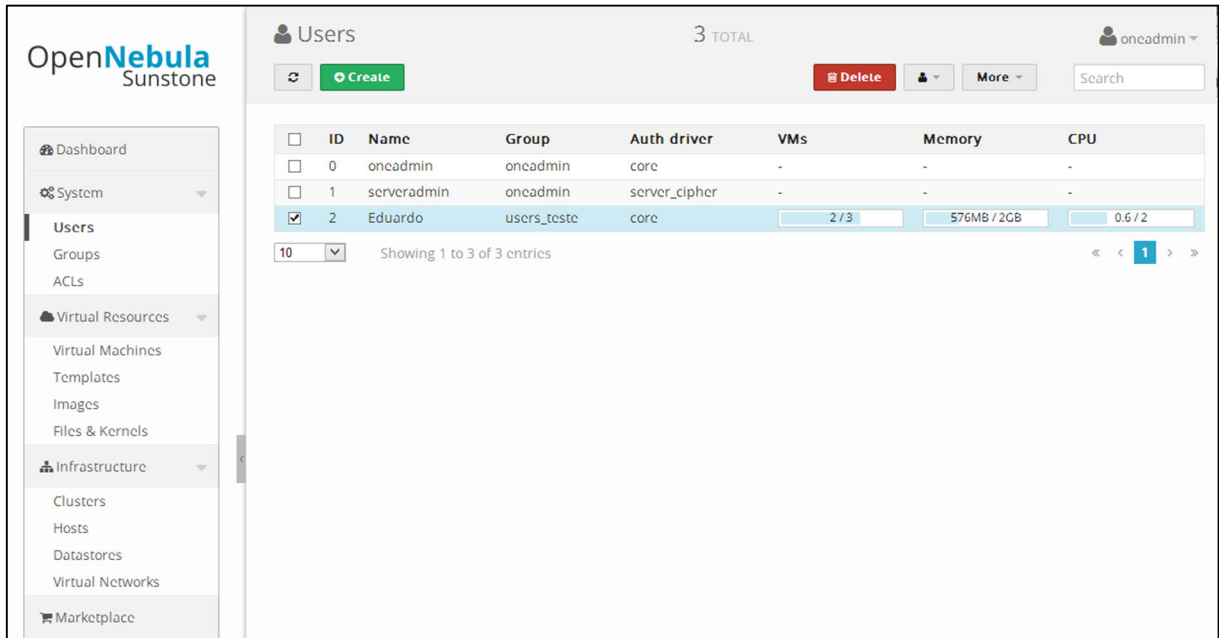 OpenNebula
Sunstone
Users
3 TOTAL
oneadmin
Create
Delete
More
Search
Dashboard
System
Users
Groups
ACLs
Virtual Resources
Virtual Machines
Templates
Images
Files & Kernels
Infrastructure
Clusters
Hosts
Datastores
Virtual Networks
Marketplace
ID Name Group Auth driver VMs Memory CPU
0 oneadmin oneadmin core - - -
1 serveradmin oneadmin server_cipher - - -
2 Eduardo users_teste core 2 / 3 576MB / 2GB 0.6 / 2
10 Showing 1 to 3 of 3 entries « < 1 > »